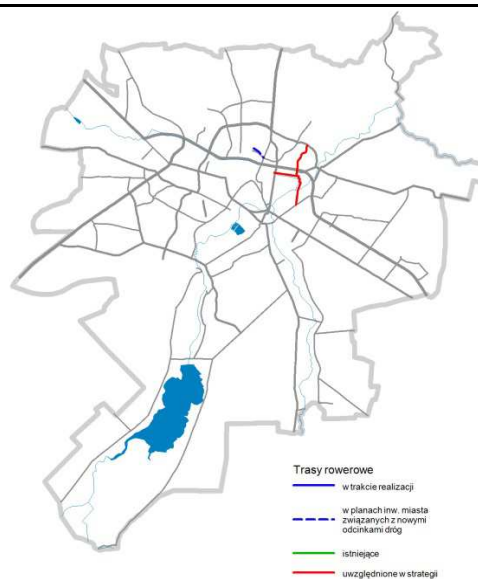 Trasy rowerowe
w trakcie realizacji
w planach inw. miasta
związanych z nowymi
odcinkami dróg
istniejące
uwzględnione w strategii